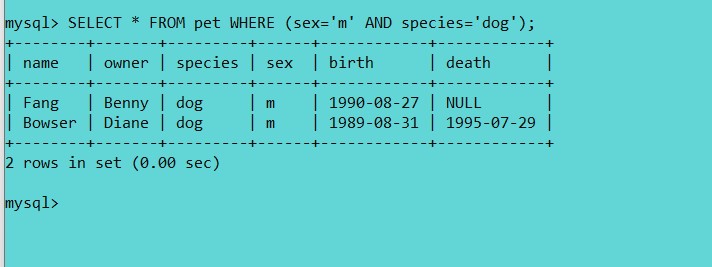 mysql> SELECT * FROM pet WHERE (sex='m' AND species='dog');
+--------+-------+---------+------+------------+------------+
| name   | owner | species | sex  | birth      | death      |
+--------+-------+---------+------+------------+------------+
| Fang   | Benny | dog     | m    | 1990-08-27 | NULL       |
| Bowser | Diane | dog     | m    | 1989-08-31 | 1995-07-29 |
+--------+-------+---------+------+------------+------------+
2 rows in set (0.00 sec)
mysql>